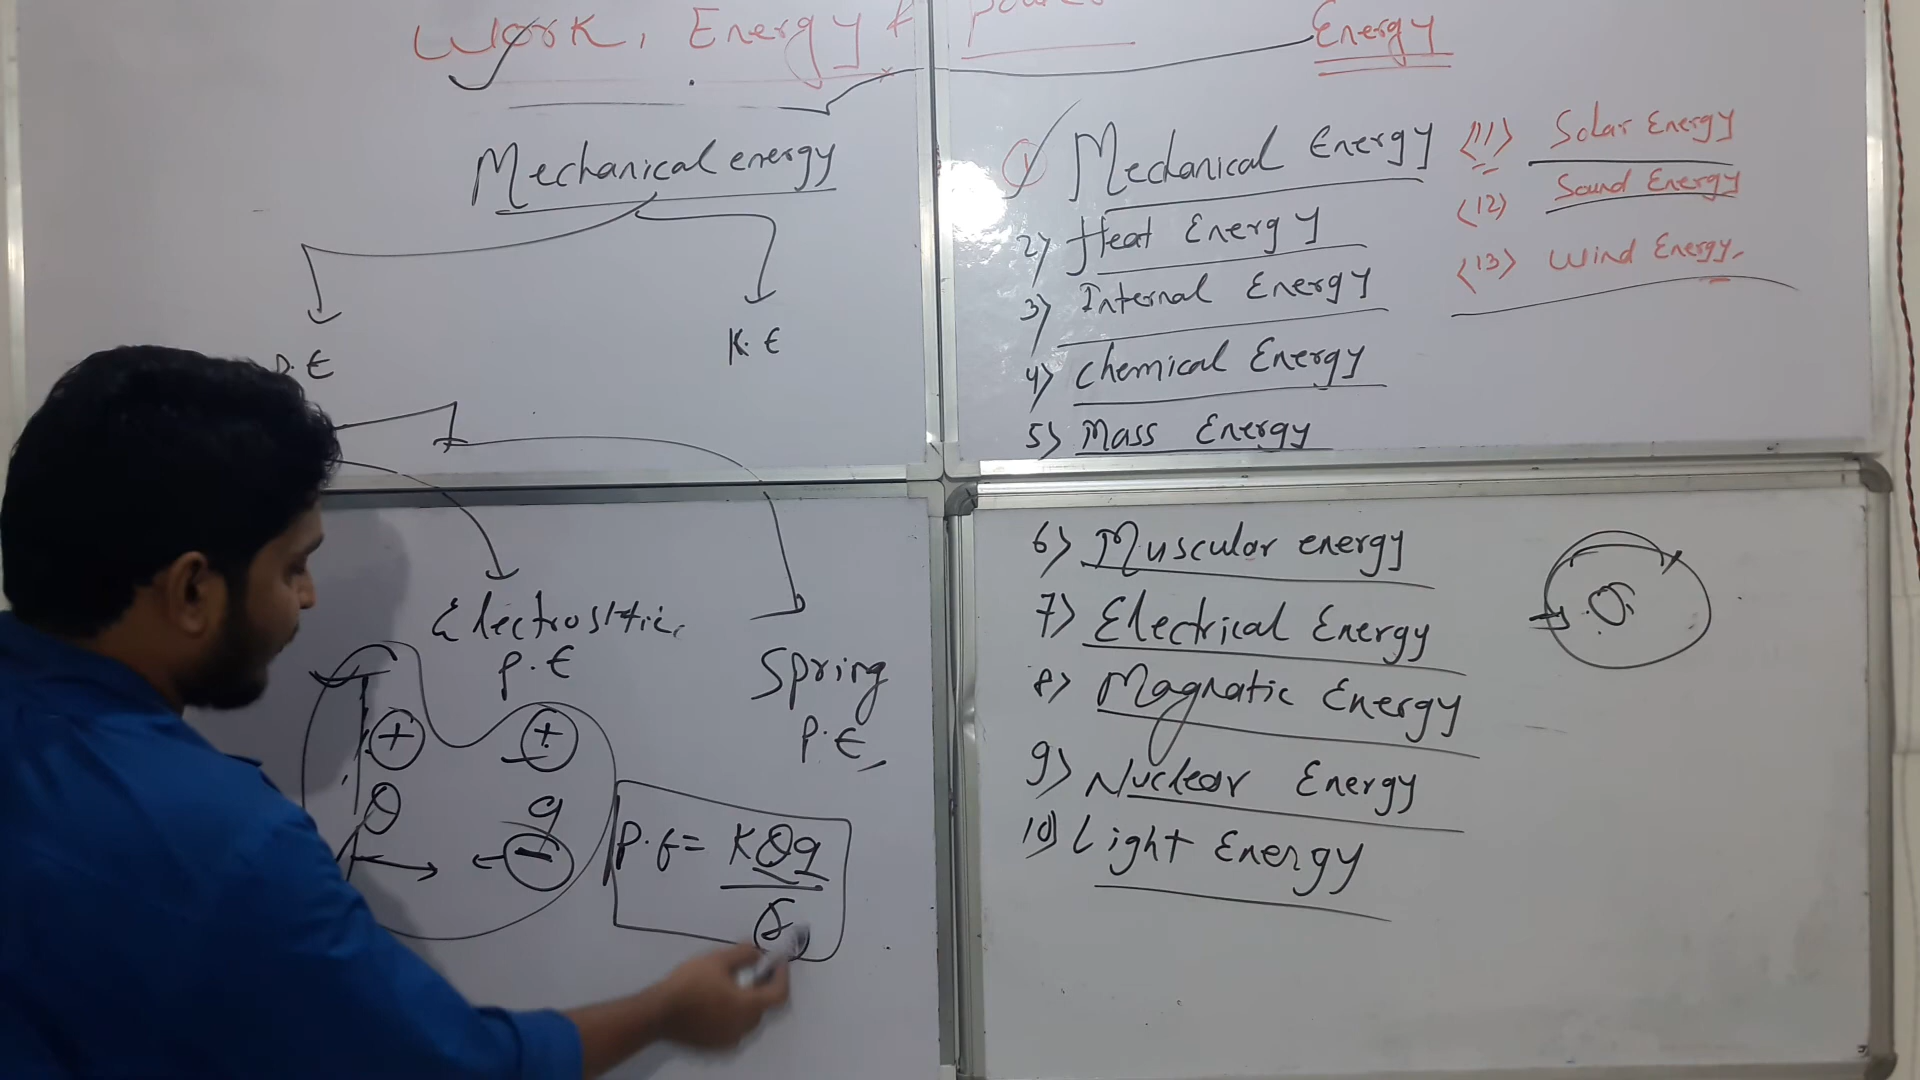 Work, Energy &
Mechanical energy
P.E
K.E
Electrostatic
P.E
Spring
P.E
+
+
Q
q
-
P.E = KQq
r
Energy
1) Mechanical Energy
2) Heat Energy
3) Internal Energy
4) Chemical Energy
5) Mass Energy
(11) Solar Energy
(12) Sound Energy
(13) Wind Energy
6) Muscular energy
7) Electrical Energy
8) Magnatic Energy
9) Nuclear Energy
10) Light Energy